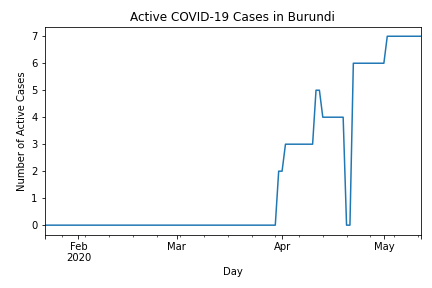 Active COVID-19 Cases in Burundi
Number of Active Cases
7
6
5
4
3
2
1
0
Feb
2020
Mar
Apr
May
Day